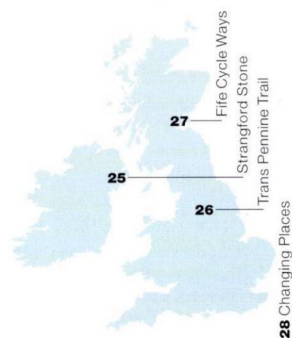 27 Fife Cycle Ways
25 Strangford Stone
26 Trans Pennine Trail
28 Changing Places